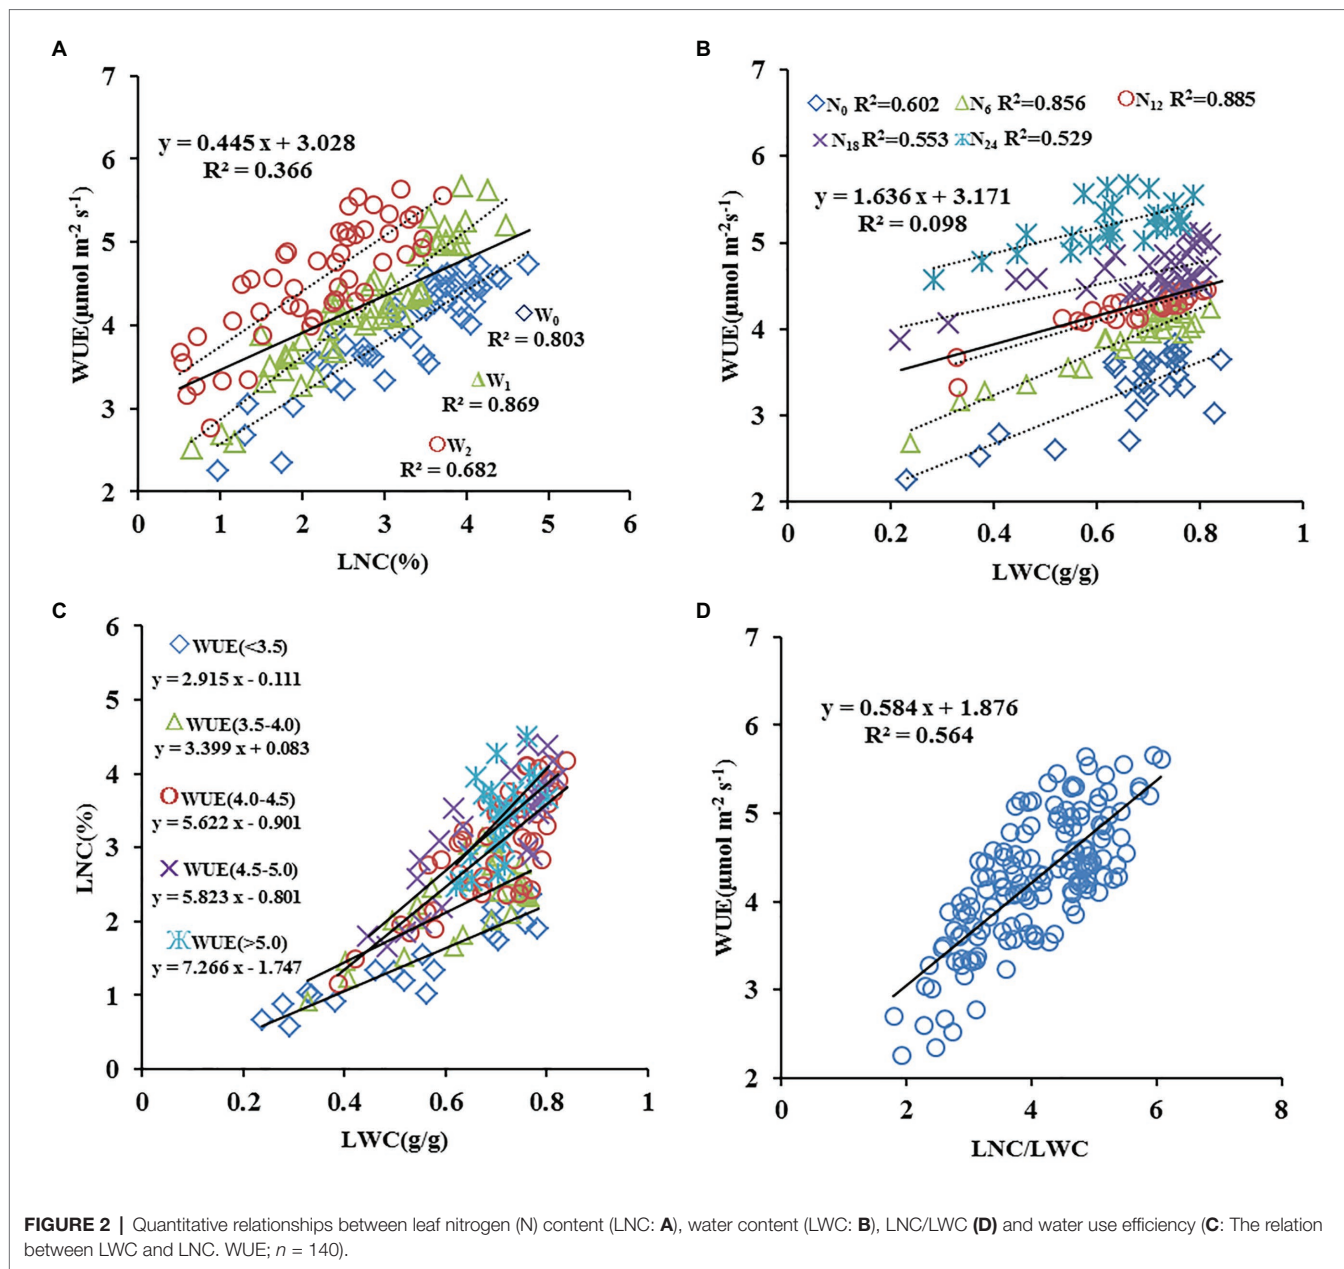 A
WUE(μmol m⁻² s⁻¹)
7
6
5
4
3
2
y = 0.445 x + 3.028
R² = 0.366
W₀
R² = 0.803
W₁
R² = 0.869
W₂
R² = 0.682
0 1 2 3 4 5 6
LNC(%)
B
WUE(μmol m⁻²s⁻¹)
7
6
5
4
3
2
N₀ R²=0.602 N₆ R²=0.856 N₁₂ R²=0.885
N₁₈ R²=0.553 N₂₄ R²=0.529
y = 1.636 x + 3.171
R² = 0.098
0 0.2 0.4 0.6 0.8 1
LWC(g/g)
C
LNC(%)
6
5
4
3
2
1
0
WUE(<3.5)
y = 2.915 x - 0.111
WUE(3.5-4.0)
y = 3.399 x + 0.083
WUE(4.0-4.5)
y = 5.622 x - 0.901
WUE(4.5-5.0)
y = 5.823 x - 0.801
WUE(>5.0)
y = 7.266 x - 1.747
0 0.2 0.4 0.6 0.8 1
LWC(g/g)
D
WUE(μmol m⁻² s⁻¹)
7
6
5
4
3
2
y = 0.584 x + 1.876
R² = 0.564
0 2 4 6 8
LNC/LWC
FIGURE 2 | Quantitative relationships between leaf nitrogen (N) content (LNC: A), water content (LWC: B), LNC/LWC (D) and water use efficiency (C: The relation
between LWC and LNC. WUE; n = 140).